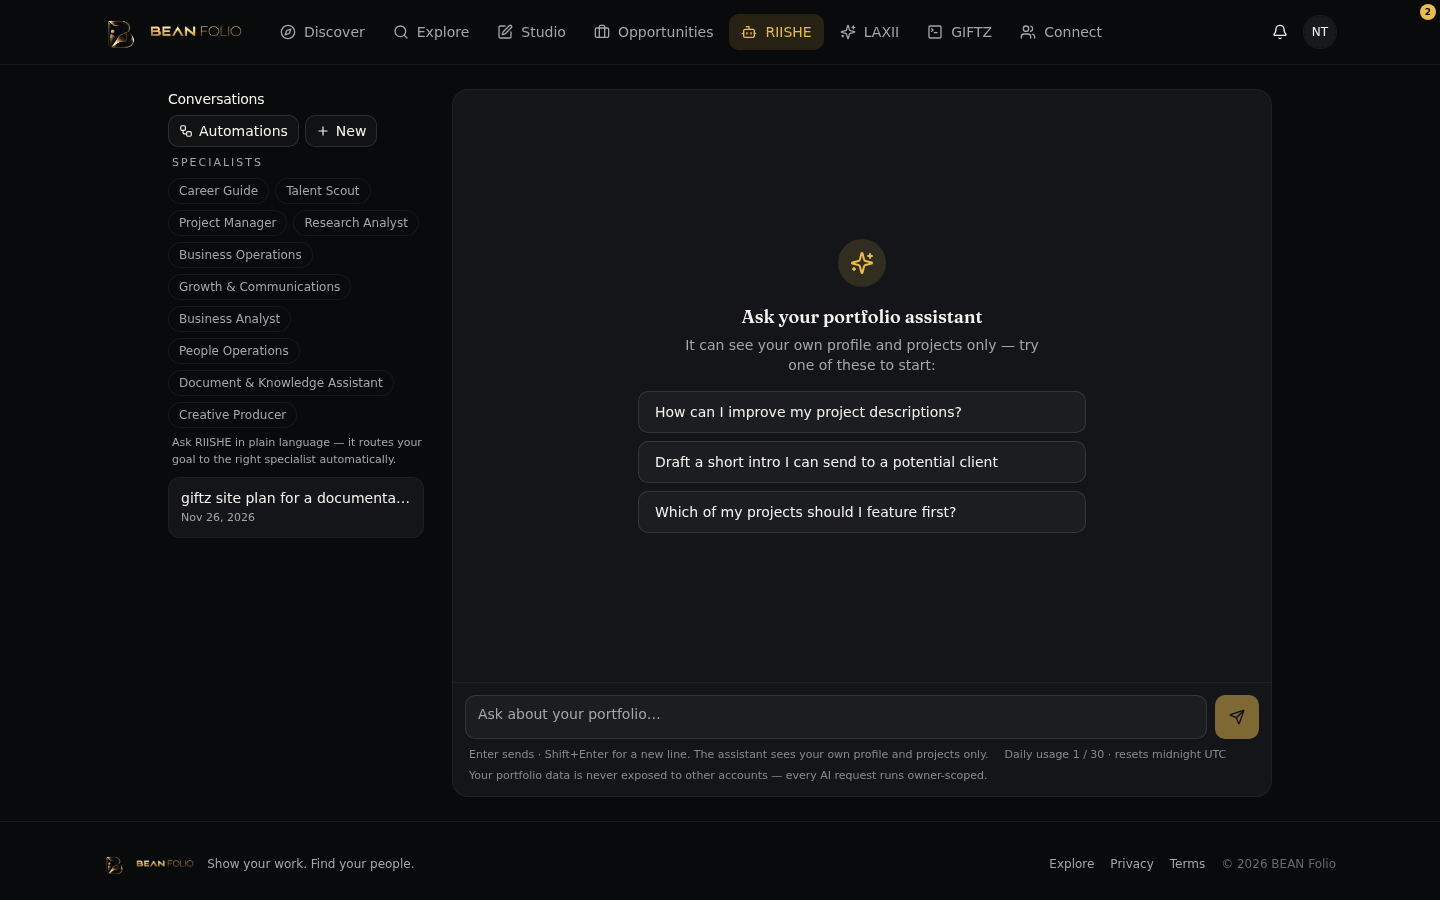 BEAN FOLIO
Discover
Explore
Studio
Opportunities
RIISHE
LAXII
GIFTZ
Connect
NT
2
Conversations
Automations
New
SPECIALISTS
Career Guide
Talent Scout
Project Manager
Research Analyst
Business Operations
Growth & Communications
Business Analyst
People Operations
Document & Knowledge Assistant
Creative Producer
Ask RIISHE in plain language — it routes your
goal to the right specialist automatically.
giftz site plan for a documenta...
Nov 26, 2026
Ask your portfolio assistant
It can see your own profile and projects only — try
one of these to start:
How can I improve my project descriptions?
Draft a short intro I can send to a potential client
Which of my projects should I feature first?
Ask about your portfolio...
Enter sends · Shift+Enter for a new line. The assistant sees your own profile and projects only.
Daily usage 1 / 30 · resets midnight UTC
Your portfolio data is never exposed to other accounts — every AI request runs owner-scoped.
BEAN FOLIO
Show your work. Find your people.
Explore
Privacy
Terms
© 2026 BEAN Folio